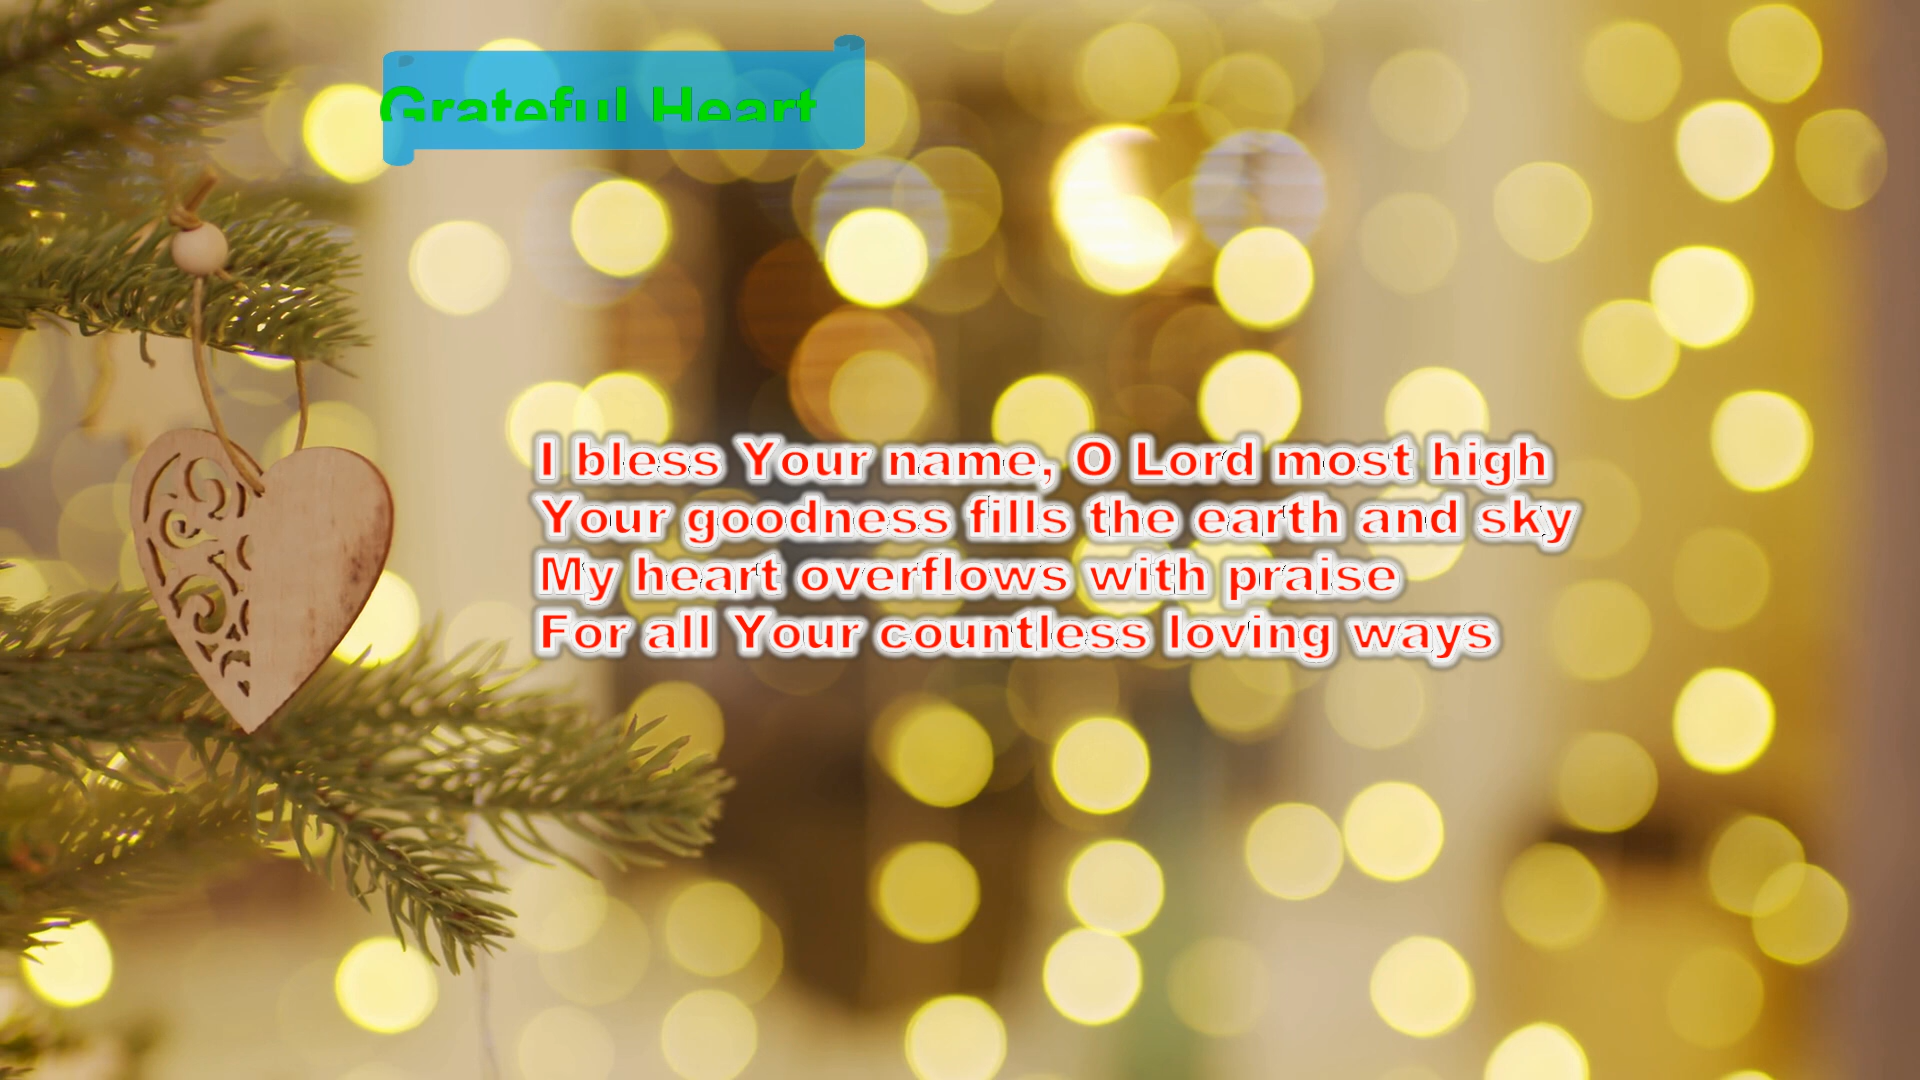 Grateful Heart
I bless Your name, O Lord most high
Your goodness fills the earth and sky
My heart overflows with praise
For all Your countless loving ways